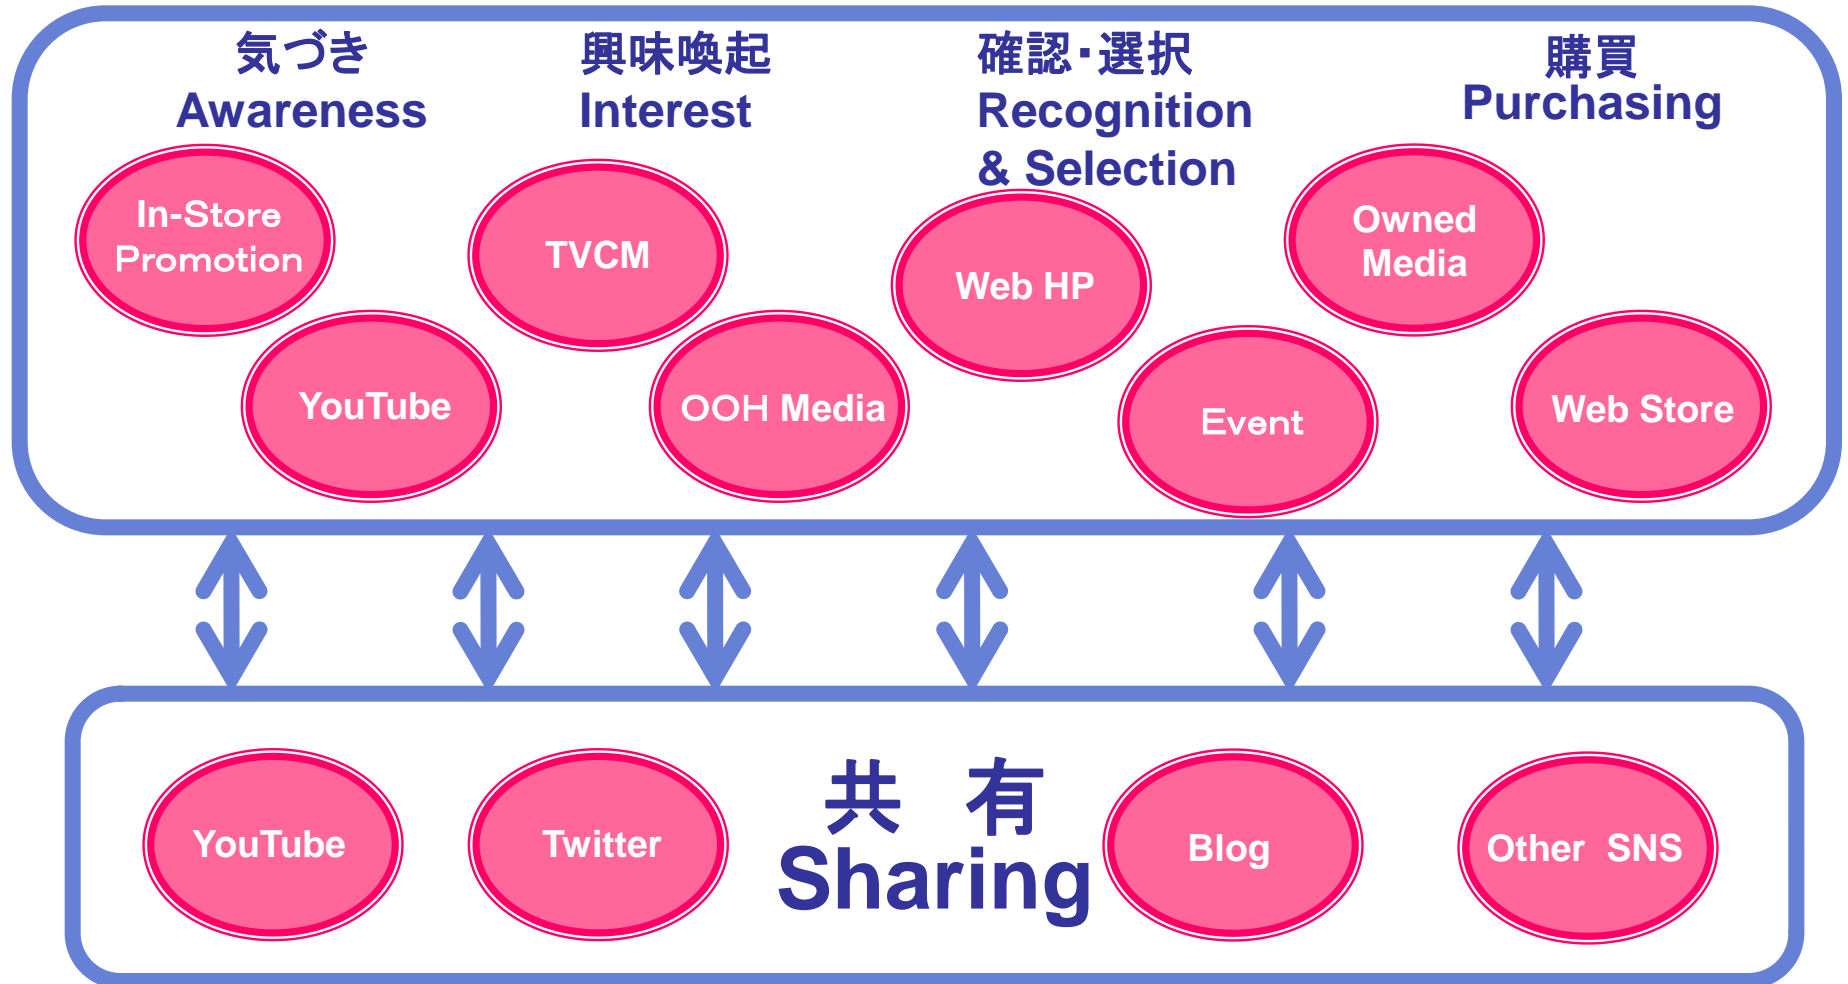 気づき
Awareness
興味喚起
Interest
確認・選択
Recognition
& Selection
購買
Purchasing
In-Store
Promotion
TVCM
Web HP
Owned
Media
YouTube
OOH Media
Event
Web Store
YouTube
Twitter
共 有
Sharing
Blog
Other SNS